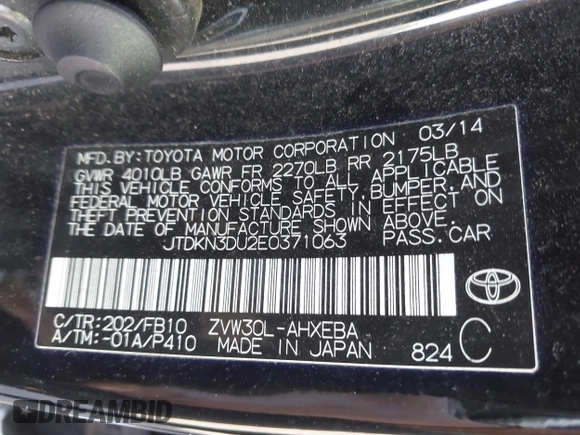 MFD. BY: TOYOTA MOTOR CORPORATION 03/14
GVWR 4010LB GAWR FR 2270LB RR 2175LB
THIS VEHICLE CONFORMS TO ALL APPLICABLE
FEDERAL MOTOR VEHICLE SAFETY, BUMPER, AND
THEFT PREVENTION STANDARDS IN EFFECT ON
THE DATE OF MANUFACTURE SHOWN ABOVE.
JTDKN3DU2E0371063 PASS. CAR
C/TR: 202/FB10 ZVW30L-AHXEBA
A/TM: -01A/P410 MADE IN JAPAN 824 C
DREAMBID